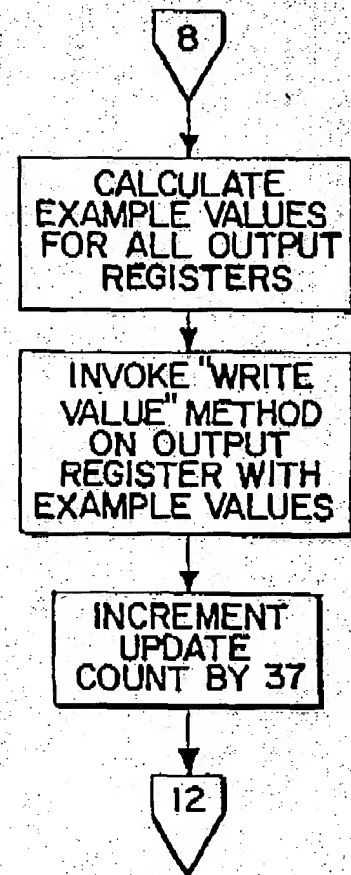 8
CALCULATE
EXAMPLE VALUES
FOR ALL OUTPUT
REGISTERS
INVOKE "WRITE
VALUE" METHOD
ON OUTPUT
REGISTER WITH
EXAMPLE VALUES
INCREMENT
UPDATE
COUNT BY 37
12